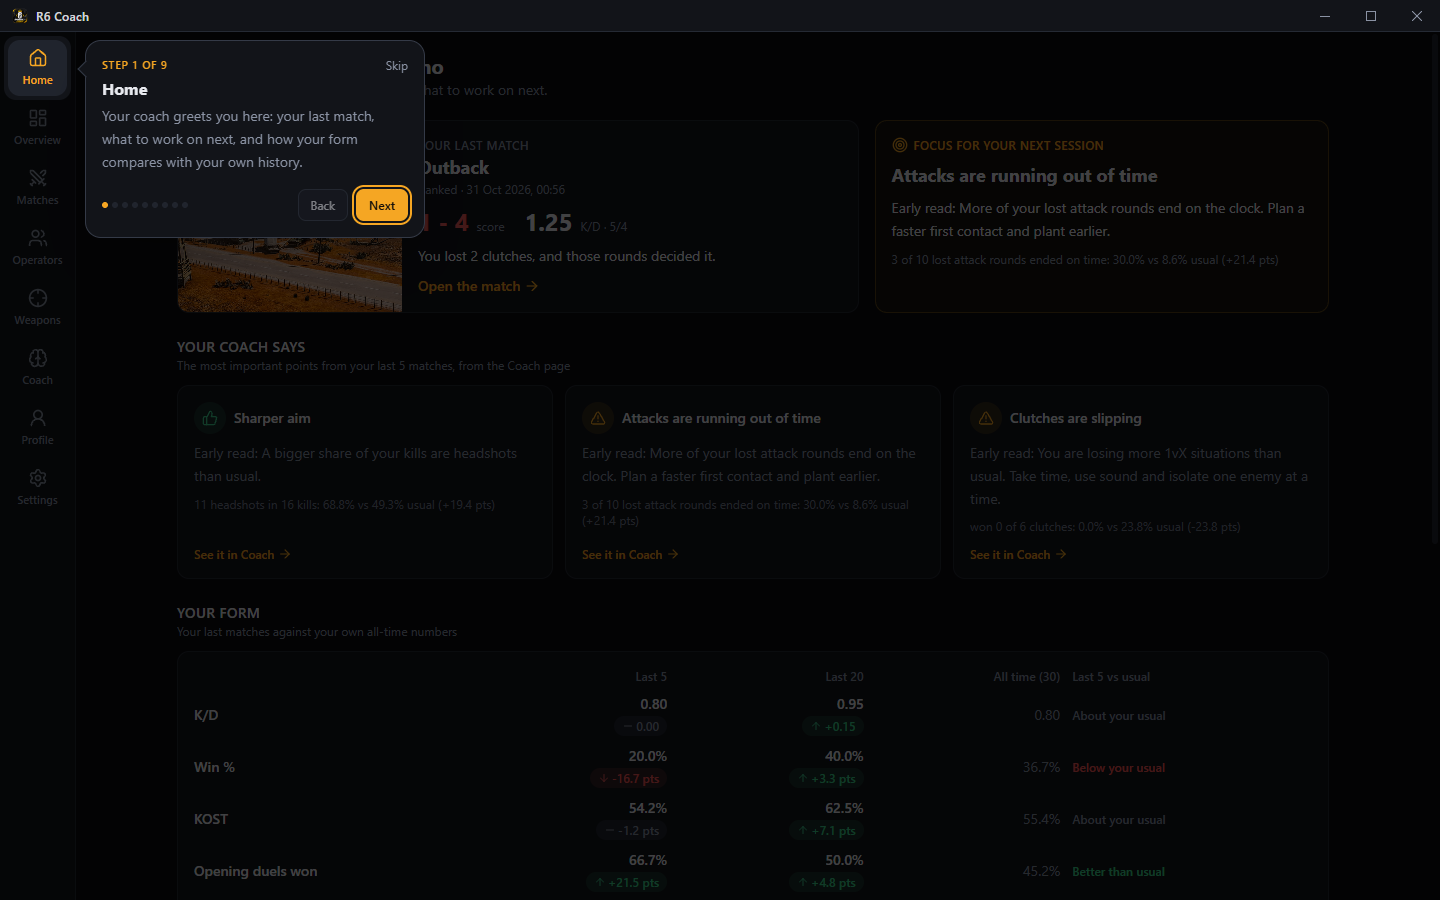 R6 Coach
Home
Overview
Matches
Operators
Weapons
Coach
Profile
Settings
STEP 1 OF 9
Skip
Home
Your coach greets you here: your last match,
what to work on next, and how your form
compares with your own history.
Back
Next
hat to work on next.
OUR LAST MATCH
Outback
anked · 31 Oct 2026, 00:56
1 - 4 score 1.25 K/D · 5/4
You lost 2 clutches, and those rounds decided it.
Open the match →
FOCUS FOR YOUR NEXT SESSION
Attacks are running out of time
Early read: More of your lost attack rounds end on the clock. Plan a
faster first contact and plant earlier.
3 of 10 lost attack rounds ended on time: 30.0% vs 8.6% usual (+21.4 pts)
YOUR COACH SAYS
The most important points from your last 5 matches, from the Coach page
Sharper aim
Early read: A bigger share of your kills are headshots
than usual.
11 headshots in 16 kills: 68.8% vs 49.3% usual (+19.4 pts)
See it in Coach →
Attacks are running out of time
Early read: More of your lost attack rounds end on the
clock. Plan a faster first contact and plant earlier.
3 of 10 lost attack rounds ended on time: 30.0% vs 8.6% usual
(+21.4 pts)
See it in Coach →
Clutches are slipping
Early read: You are losing more 1vX situations than
usual. Take time, use sound and isolate one enemy at a
time.
won 0 of 6 clutches: 0.0% vs 23.8% usual (-23.8 pts)
See it in Coach →
YOUR FORM
Your last matches against your own all-time numbers
Last 5 Last 20 All time (30) Last 5 vs usual
K/D 0.80 0.95 0.80 About your usual
— 0.00 ↑ +0.15
Win % 20.0% 40.0% 36.7% Below your usual
↓ -16.7 pts ↑ +3.3 pts
KOST 54.2% 62.5% 55.4% About your usual
— -1.2 pts ↑ +7.1 pts
Opening duels won 66.7% 50.0% 45.2% Better than usual
↑ +21.5 pts ↑ +4.8 pts